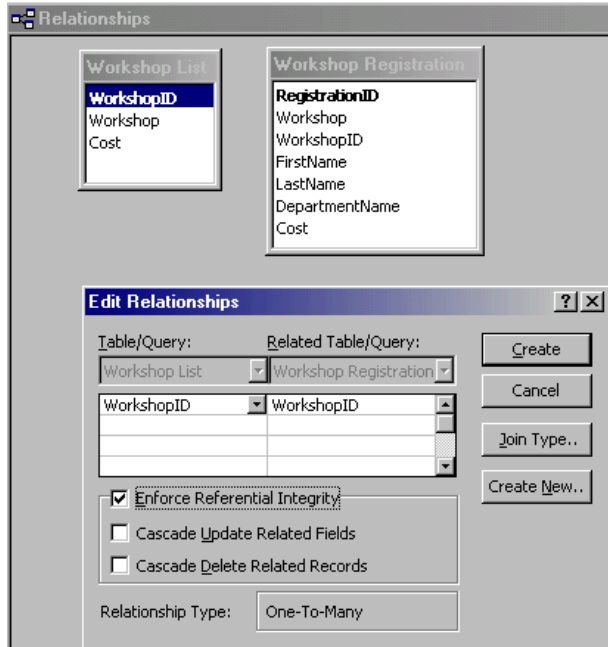 Relationships
Workshop List
WorkshopID
Workshop
Cost
Workshop Registration
RegistrationID
Workshop
WorkshopID
FirstName
LastName
DepartmentName
Cost
Edit Relationships
Table/Query:
Related Table/Query:
Workshop List
Workshop Registration
WorkshopID
WorkshopID
Enforce Referential Integrity
Cascade Update Related Fields
Cascade Delete Related Records
Relationship Type:
One-To-Many
Create
Cancel
Join Type..
Create New..